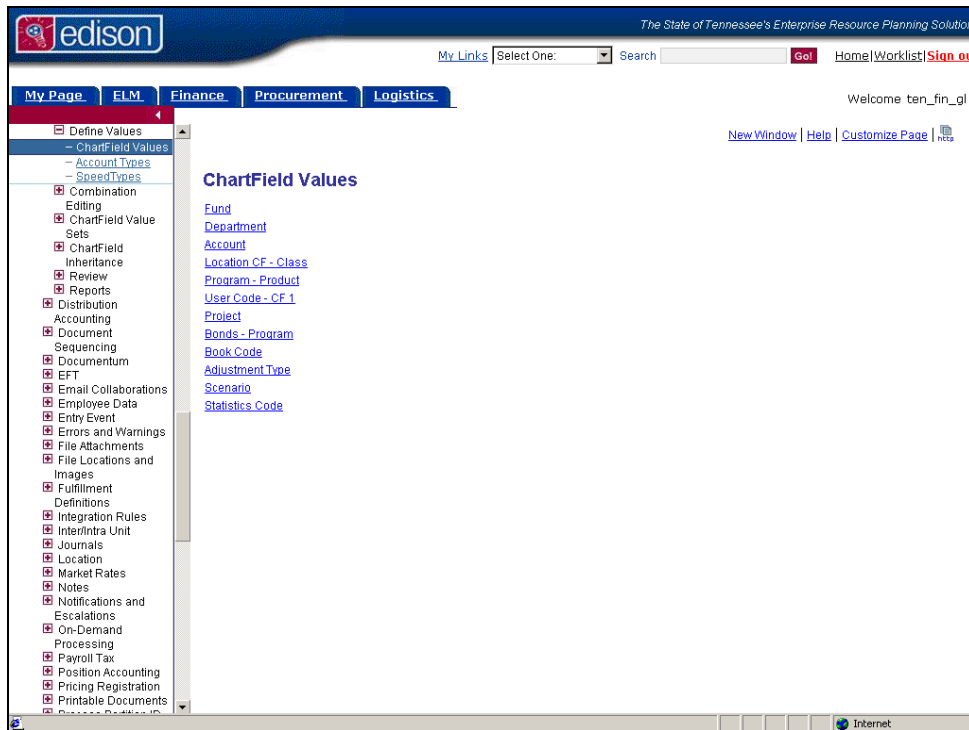 edison
The State of Tennessee's Enterprise Resource Planning Solution
My Links Select One: Search Go! Home|Worklist|Sign ou
My Page ELM Finance Procurement Logistics
Welcome ten_fin_gl
New Window | Help | Customize Page | http
Define Values
ChartField Values
Account Types
SpeedTypes
Combination
Editing
ChartField Value
Sets
ChartField
Inheritance
Review
Reports
Distribution
Accounting
Document
Sequencing
Documentum
EFT
Email Collaborations
Employee Data
Entry Event
Errors and Warnings
File Attachments
File Locations and
Images
Fulfillment
Definitions
Integration Rules
Inter/Intra Unit
Journals
Location
Market Rates
Notes
Notifications and
Escalations
On-Demand
Processing
Payroll Tax
Position Accounting
Pricing Registration
Printable Documents
ChartField Values
Fund
Department
Account
Location CF - Class
Program - Product
User Code - CF 1
Project
Bonds - Program
Book Code
Adjustment Type
Scenario
Statistics Code
Internet